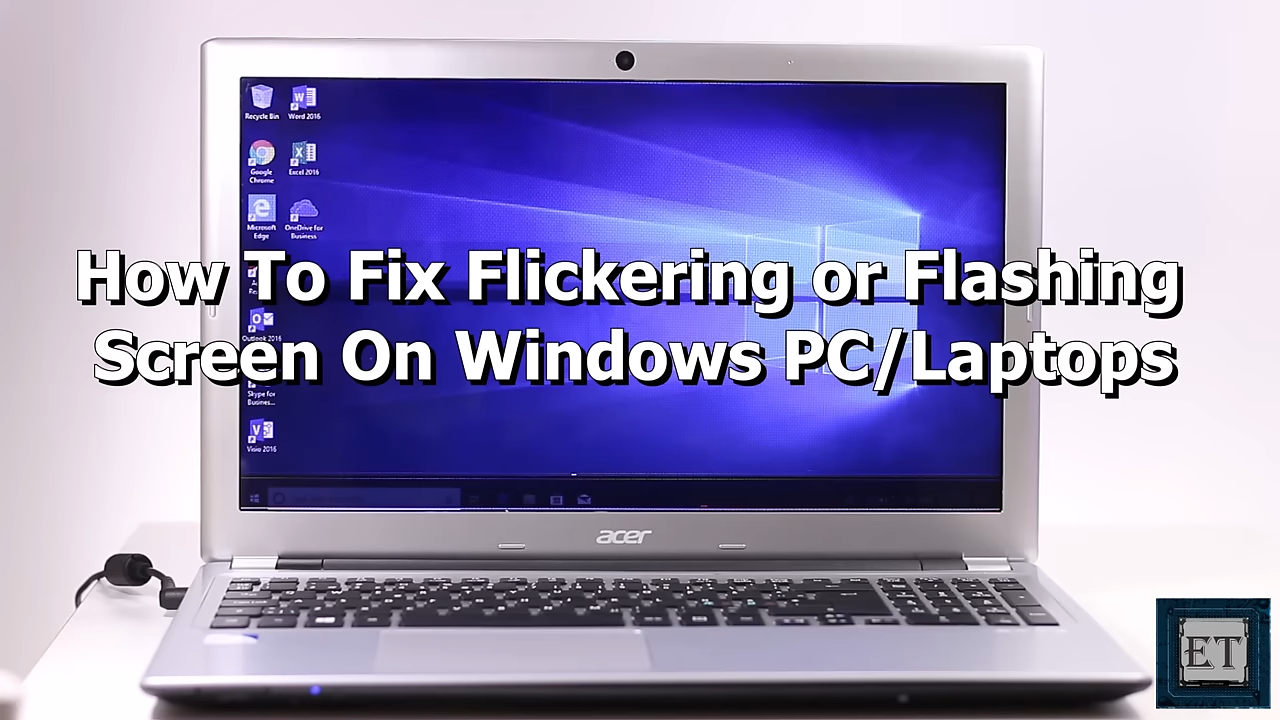 Recycle Bin
Word 2016
Google
Chrome
Excel 2016
Microsoft
Edge
OneDrive for
Business
How To Fix Flickering or Flashing
Screen On Windows PC/Laptops
Outlook 2016
Skype for
Busines...
Visio 2016
acer
ET